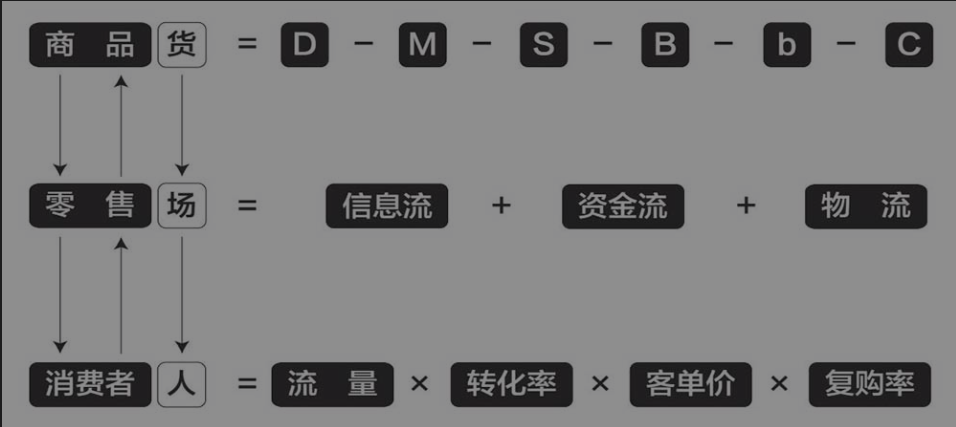 商品 货 = D - M - S - B - b - C
零售 场 = 信息流 + 资金流 + 物流
消费者 人 = 流量 × 转化率 × 客单价 × 复购率